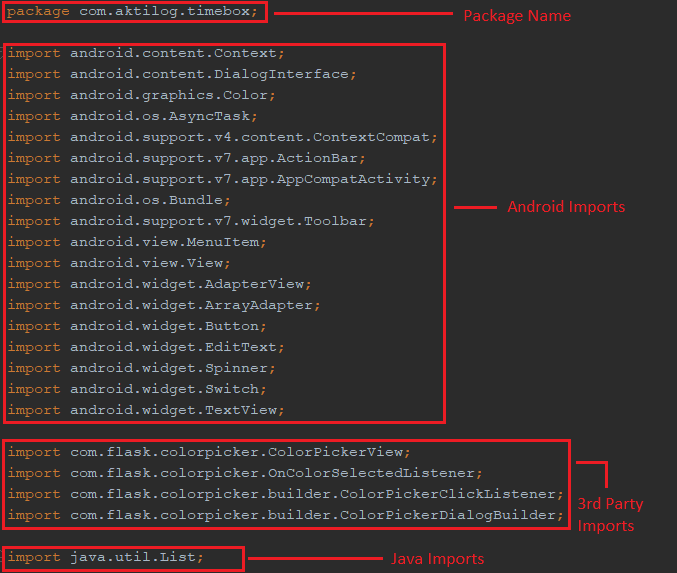 package com.aktilog.timebox;
Package Name
import android.content.Context;
import android.content.DialogInterface;
import android.graphics.Color;
import android.os.AsyncTask;
import android.support.v4.content.ContextCompat;
import android.support.v7.app.ActionBar;
import android.support.v7.app.AppCompatActivity;
import android.os.Bundle;
import android.support.v7.widget.Toolbar;
import android.view.MenuItem;
import android.view.View;
import android.widget.AdapterView;
import android.widget.ArrayAdapter;
import android.widget.Button;
import android.widget.EditText;
import android.widget.Spinner;
import android.widget.Switch;
import android.widget.TextView;
Android Imports
import com.flask.colorpicker.ColorPickerView;
import com.flask.colorpicker.OnColorSelectedListener;
import com.flask.colorpicker.builder.ColorPickerClickListener;
import com.flask.colorpicker.builder.ColorPickerDialogBuilder;
3rd Party
Imports
import java.util.List;
Java Imports